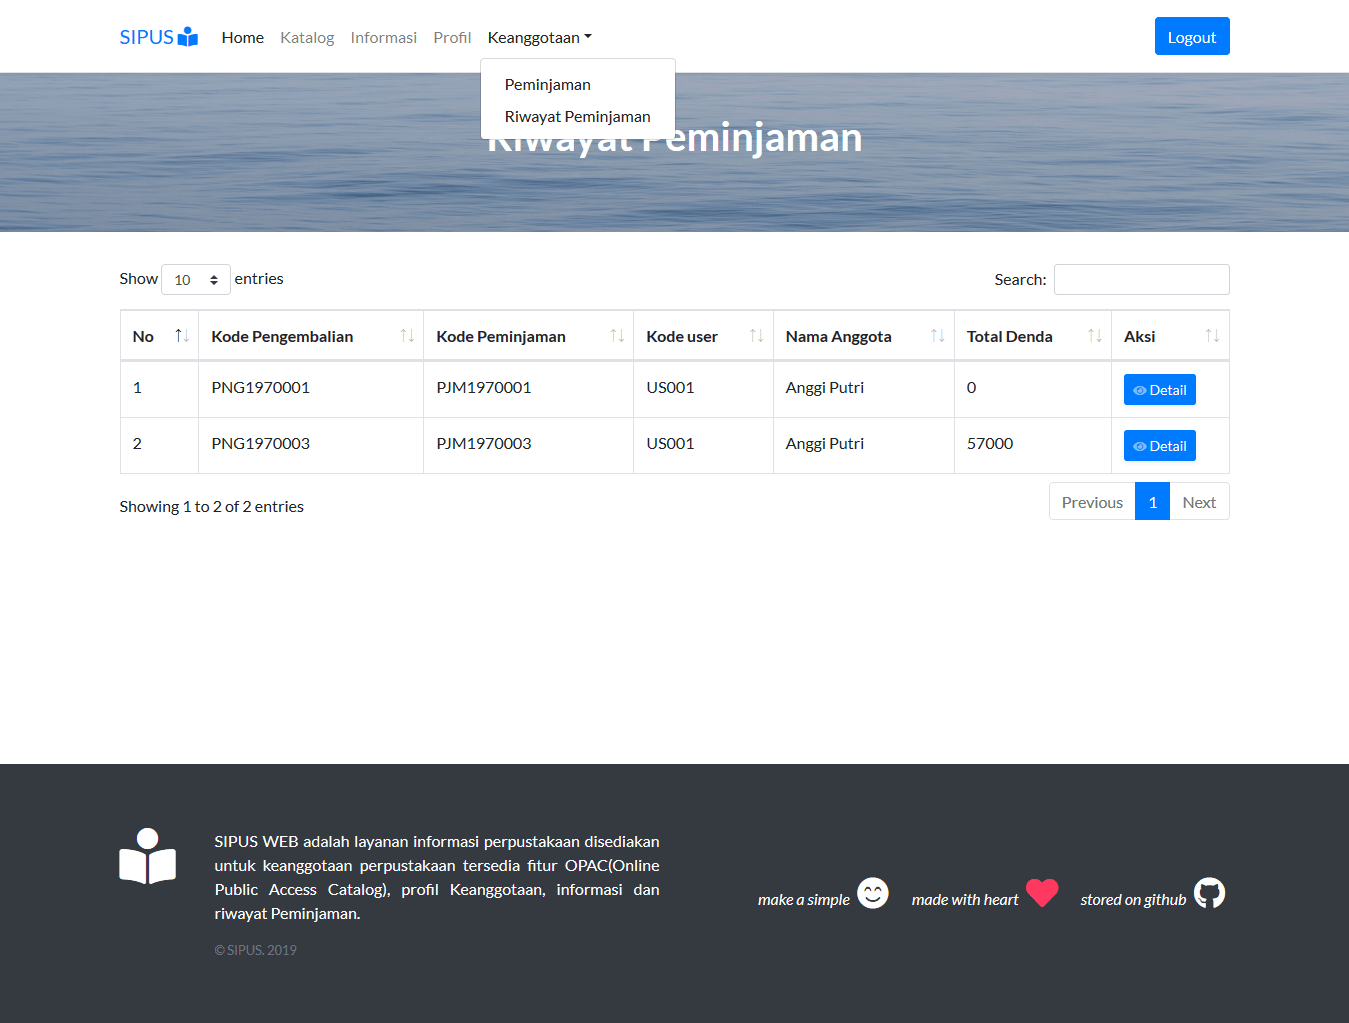 SIPUS Home Katalog Informasi Profil Keanggotaan Logout
Peminjaman
Riwayat Peminjaman
Riwayat Peminjaman
Show 10 entries Search:
No Kode Pengembalian Kode Peminjaman Kode user Nama Anggota Total Denda Aksi
1 PNG1970001 PJM1970001 US001 Anggi Putri 0 Detail
2 PNG1970003 PJM1970003 US001 Anggi Putri 57000 Detail
Showing 1 to 2 of 2 entries Previous 1 Next
SIPUS WEB adalah layanan informasi perpustakaan disediakan
untuk keanggotaan perpustakaan tersedia fitur OPAC(Online
Public Access Catalog), profil Keanggotaan, informasi dan
riwayat Peminjaman.
© SIPUS. 2019
make a simple made with heart stored on github